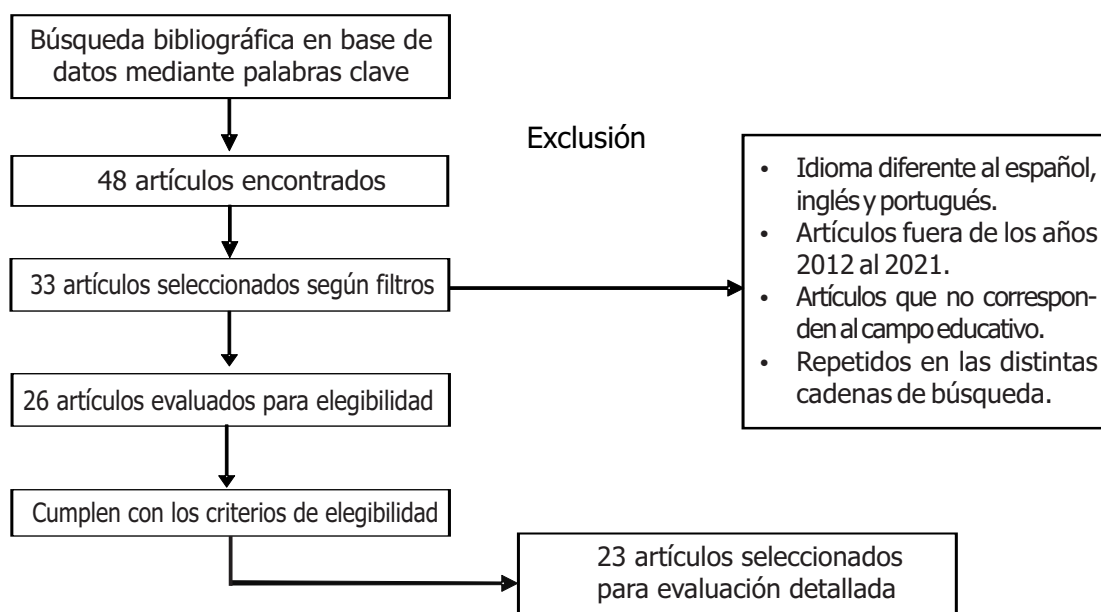 Búsqueda bibliográfica en base de
datos mediante palabras clave
48 artículos encontrados
33 artículos seleccionados según filtros
26 artículos evaluados para elegibilidad
Cumplen con los criterios de elegibilidad
23 artículos seleccionados
para evaluación detallada
Exclusión
• Idioma diferente al español,
inglés y portugués.
• Artículos fuera de los años
2012 al 2021.
• Artículos que no correspon-
den al campo educativo.
• Repetidos en las distintas
cadenas de búsqueda.